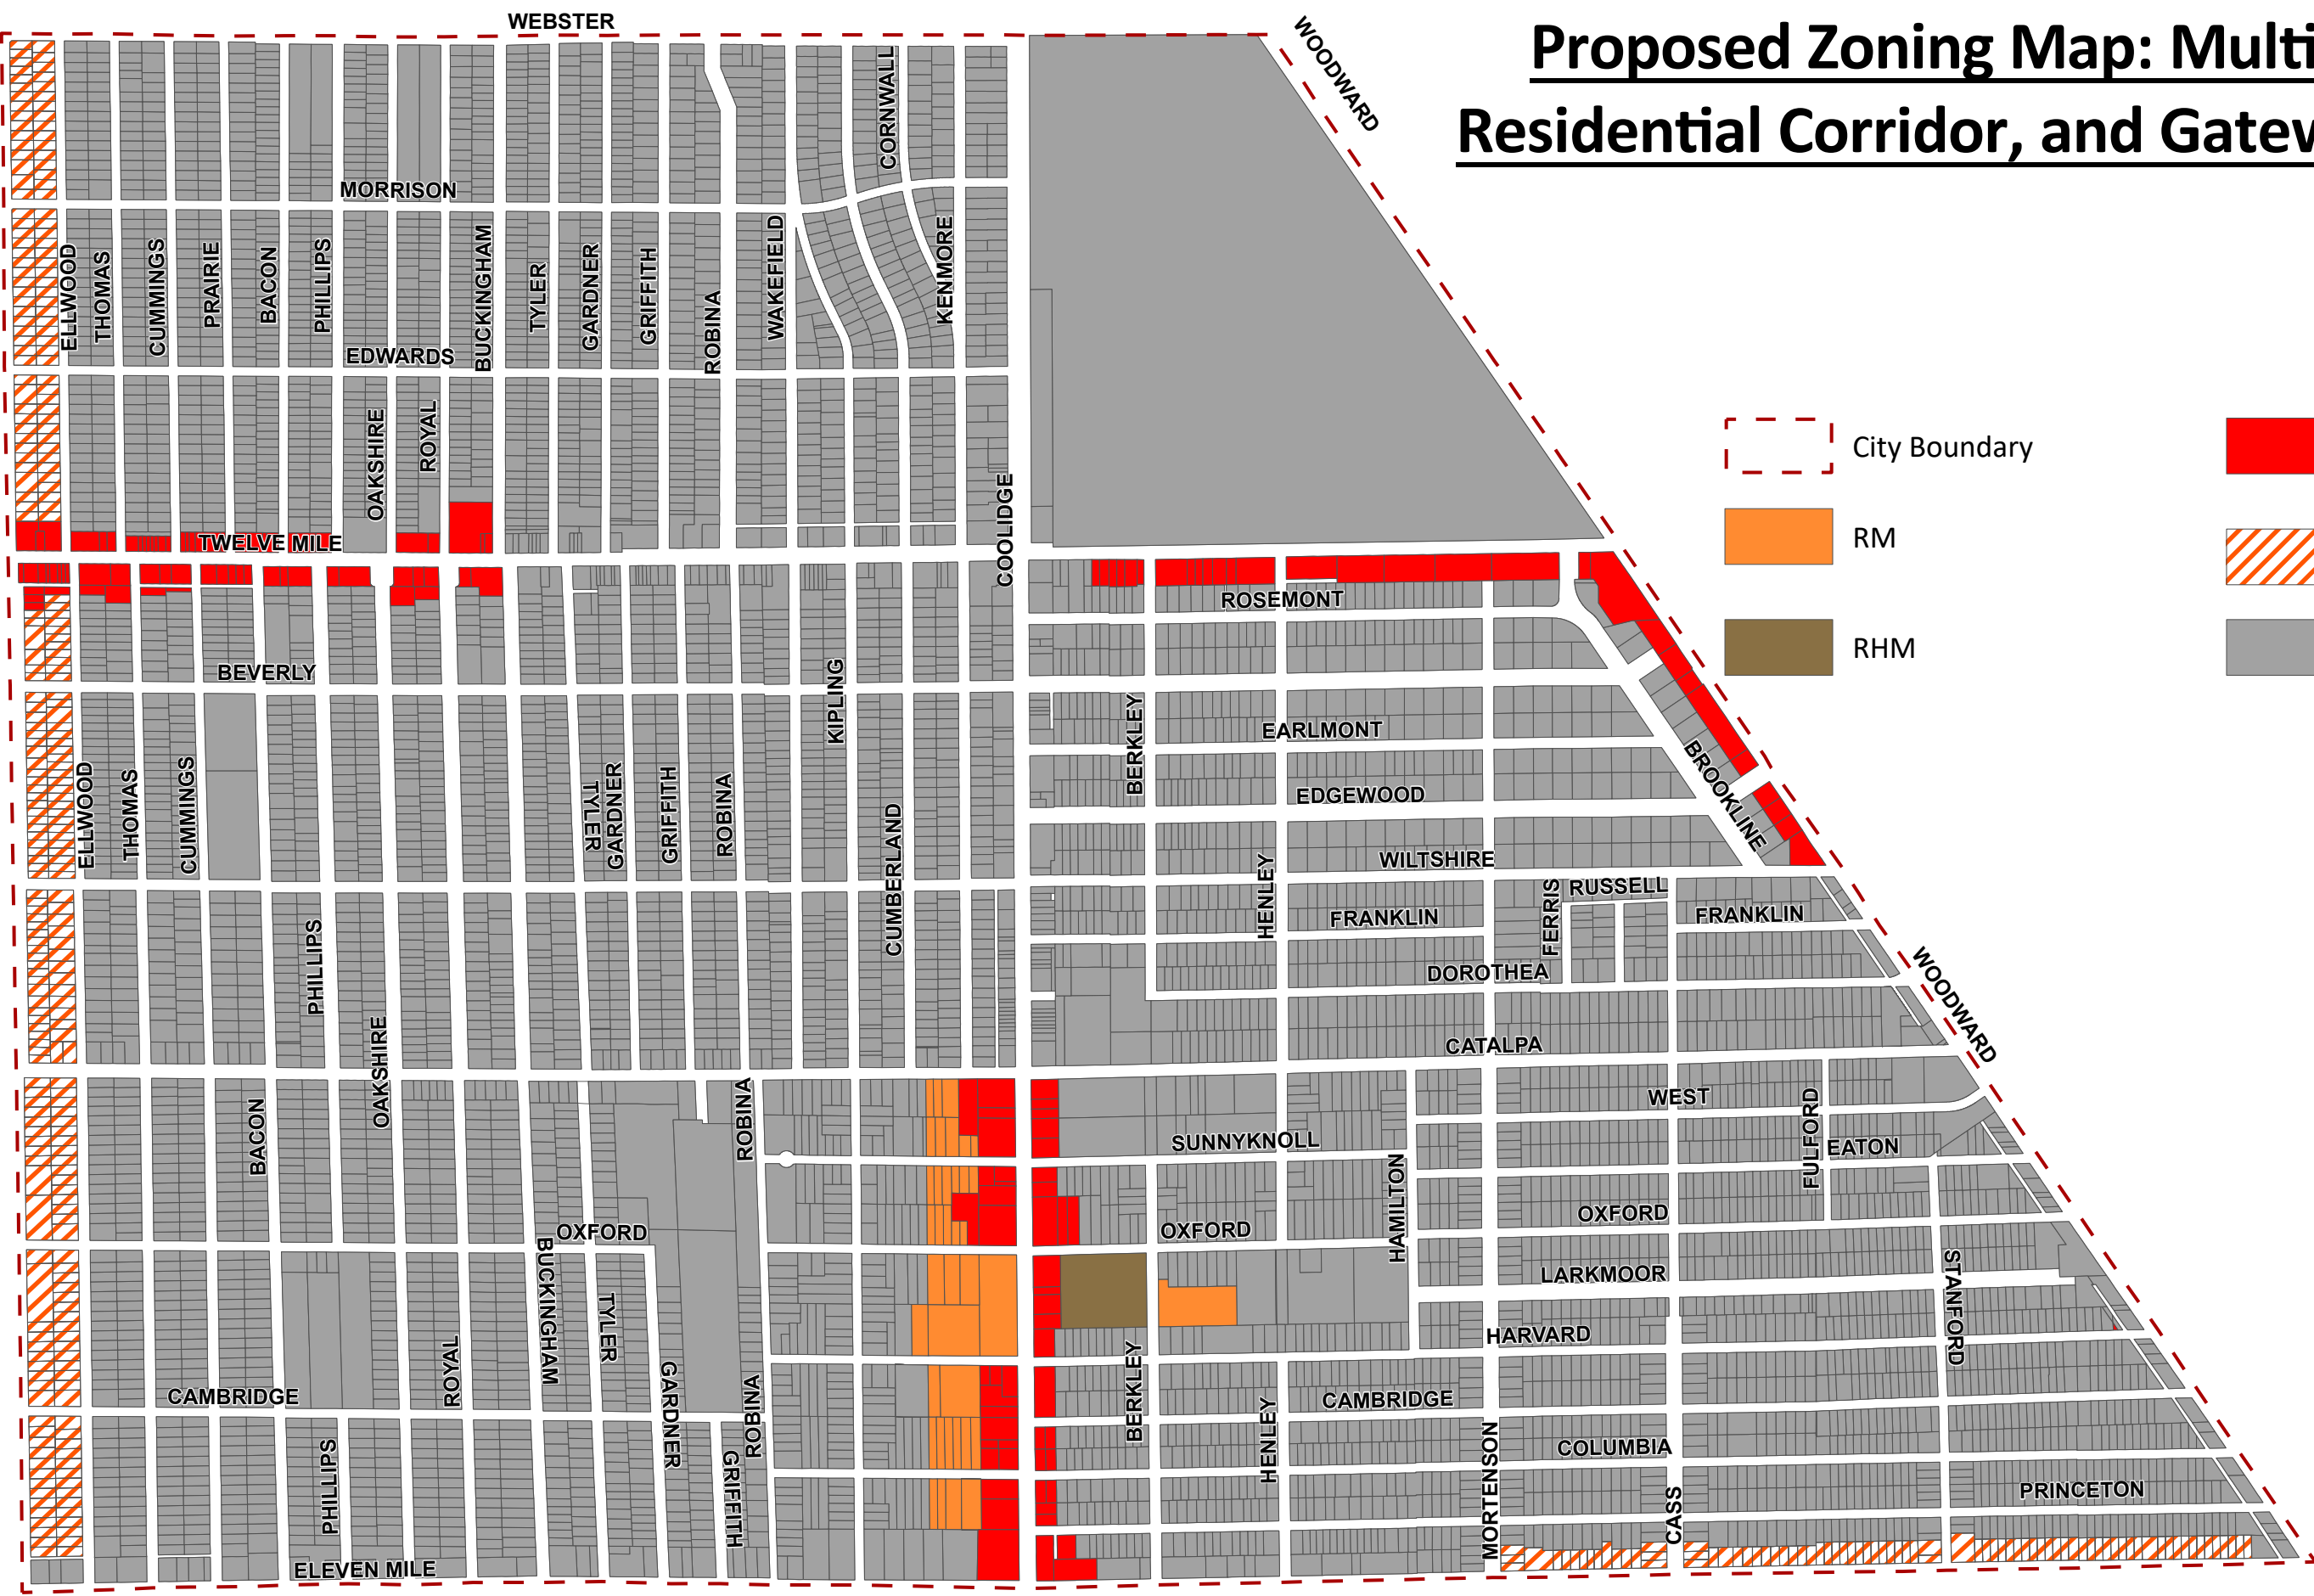 WEBSTER
WOODWARD
Proposed Zoning Map: Multi
Residential Corridor, and Gatew
CORNWALL
MORRISON
ELLWOOD
THOMAS
CUMMINGS
PRAIRIE
BACON
PHILLIPS
BUCKINGHAM
TYLER
GARDNER
GRIFFITH
ROBINA
WAKEFIELD
KENMORE
EDWARDS
OAKSHIRE
ROYAL
COOLIDGE
City Boundary
RM
RHM
TWELVE MILE
ROSEMONT
BEVERLY
KIPLING
BERKLEY
EARLMONT
BROOKLINE
ELLWOOD
THOMAS
CUMMINGS
TYLER
GARDNER
GRIFFITH
ROBINA
EDGEWOOD
CUMBERLAND
WILTSHIRE
HENLEY
FERRIS
RUSSELL
FRANKLIN
FRANKLIN
PHILLIPS
DOROTHEA
WOODWARD
OAKSHIRE
CATALPA
BACON
ROBINA
WEST
FULFORD
SUNNYKNOLL
EATON
HAMILTON
OXFORD
OXFORD
OXFORD
BUCKINGHAM
LARKMOOR
STANFORD
TYLER
HARVARD
ROYAL
GARDNER
ROBINA
BERKLEY
CAMBRIDGE
CAMBRIDGE
HENLEY
MORTENSON
COLUMBIA
PHILLIPS
GRIFFITH
CASS
PRINCETON
ELEVEN MILE